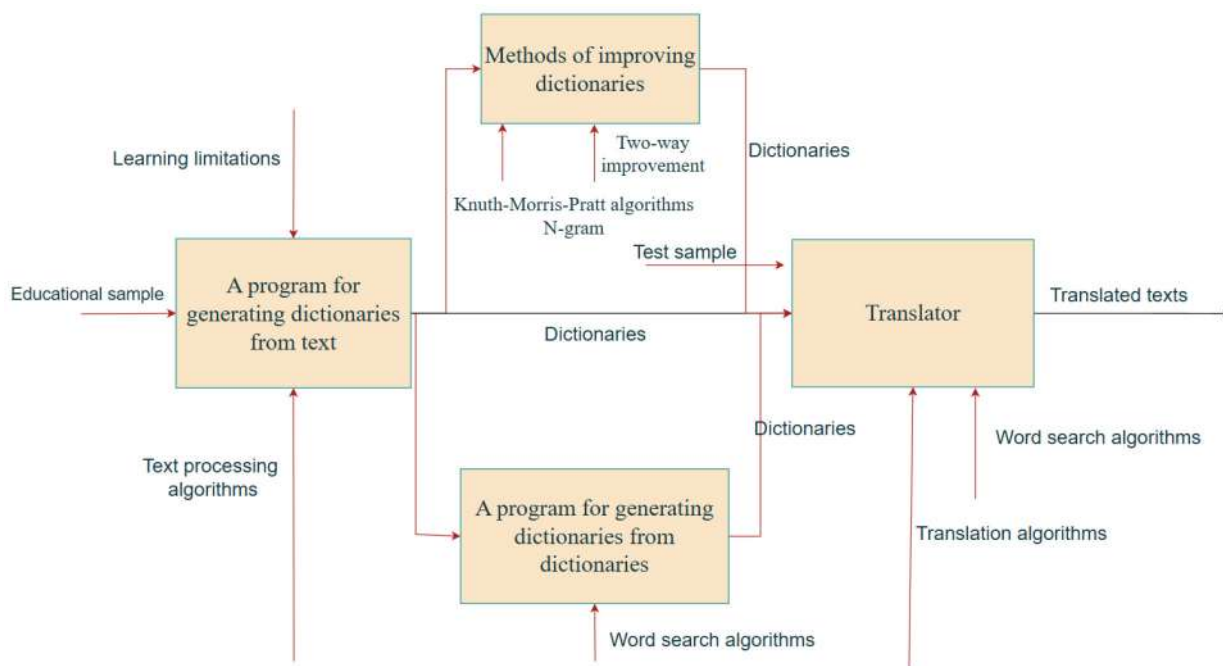 Methods of improving
dictionaries
Learning limitations
Two-way
improvement
Dictionaries
Knuth-Morris-Pratt algorithms
N-gram
Test sample
Educational sample
A program for
generating dictionaries
from text
Dictionaries
Translator
Translated texts
Dictionaries
Word search algorithms
Text processing
algorithms
A program for generating
dictionaries from
dictionaries
Translation algorithms
Word search algorithms